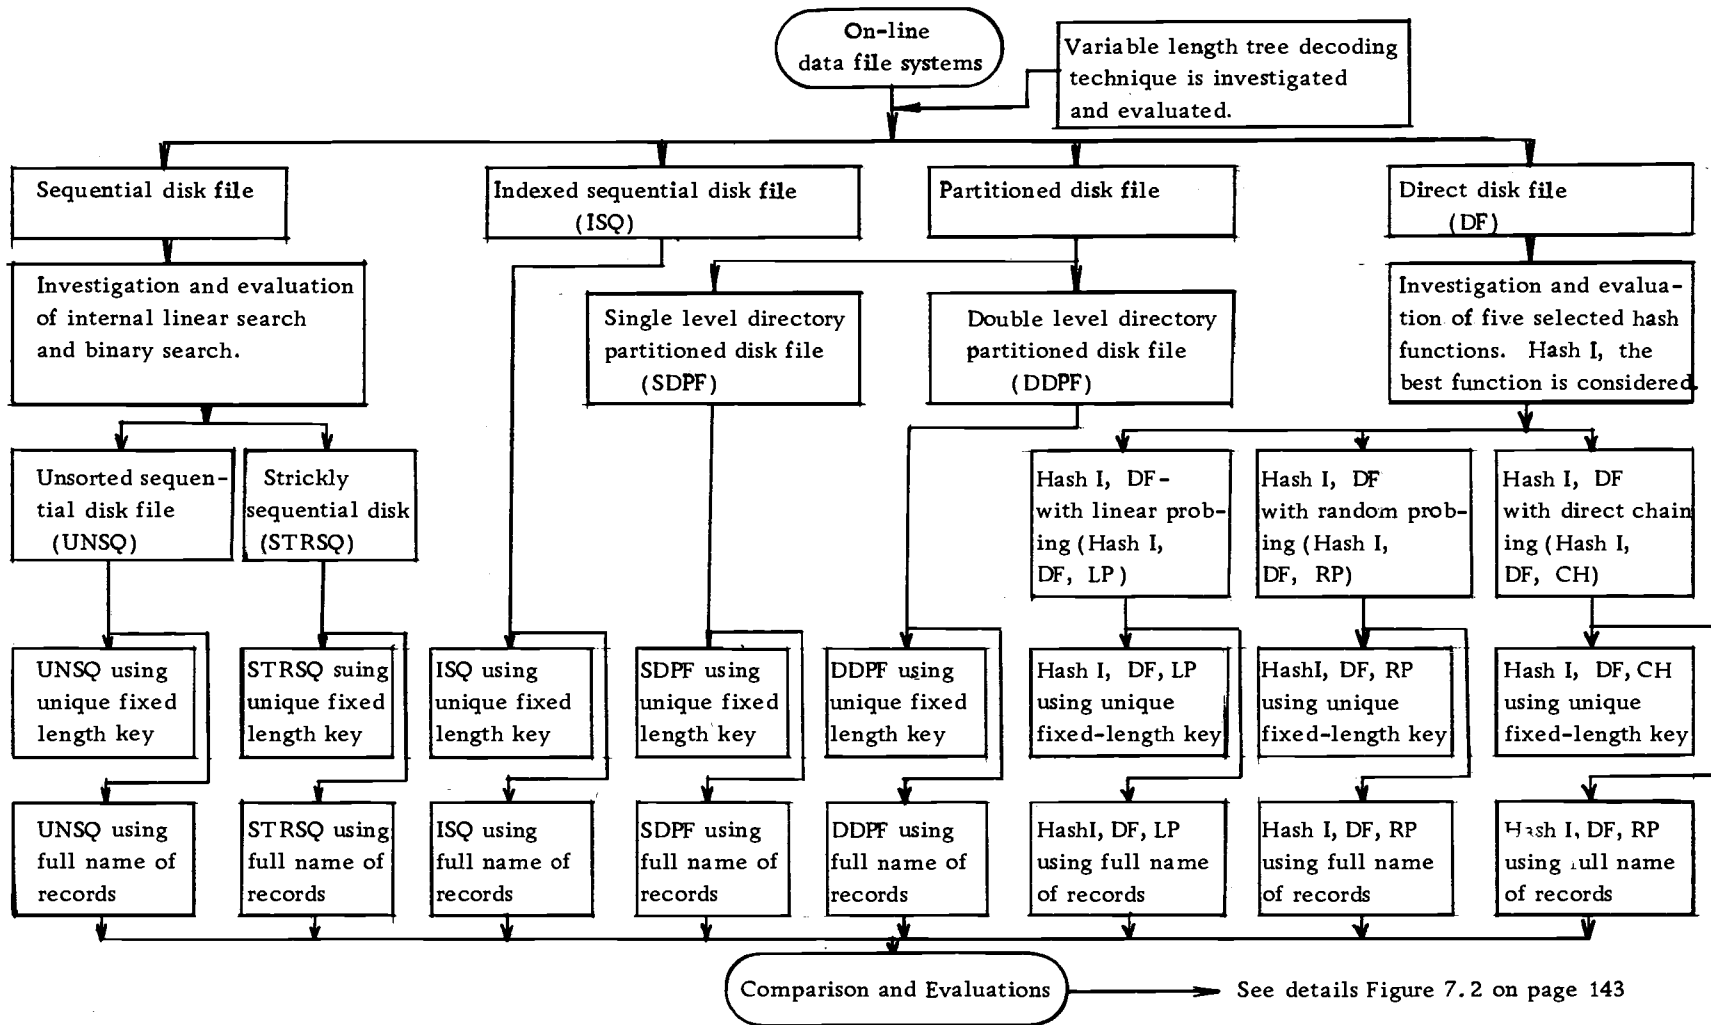 On-line
data file systems
Variable length tree decoding
technique is investigated
and evaluated.
Sequential disk file
Indexed sequential disk file
(ISQ)
Partitioned disk file
Direct disk file
(DF)
Investigation and evaluation
of internal linear search
and binary search.
Single level directory
partitioned disk file
(SDPF)
Double level directory
partitioned disk file
(DDPF)
Investigation and evalua-
tion of five selected hash
functions. Hash I, the
best function is considered.
Unsorted sequen-
tial disk file
(UNSQ)
Strickly
sequential disk
(STRSQ)
Hash I, DF-
with linear prob-
ing (Hash I,
DF, LP)
Hash I, DF
with random prob-
ing (Hash I,
DF, RP)
Hash I, DF
with direct chain
ing (Hash I,
DF, CH)
UNSQ using
unique fixed
length key
STRSQ suing
unique fixed
length key
ISQ using
unique fixed
length key
SDPF using
unique fixed
length key
DDPF using
unique fixed
length key
Hash I, DF, LP
using unique
fixed-length key
HashI, DF, RP
using unique
fixed-length key
Hash I, DF, CH
using unique
fixed-length key
UNSQ using
full name of
records
STRSQ using
full name of
records
ISQ using
full name of
records
SDPF using
full name of
records
DDPF using
full name of
records
HashI, DF, LP
using full name
of records
Hash I, DF, RP
using full name
of records
Hash I, DF, RP
using full name
of records
Comparison and Evaluations
See details Figure 7.2 on page 143